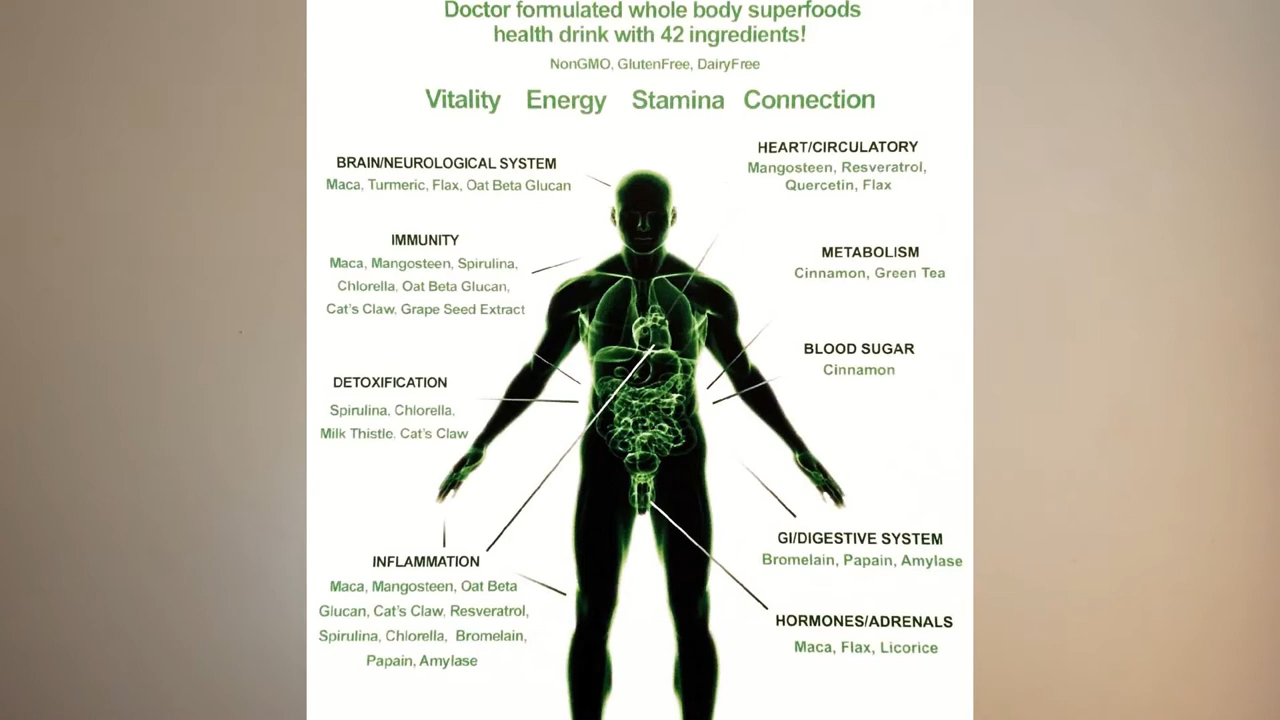 Doctor formulated whole body superfoods
health drink with 42 ingredients!
NonGMO, GlutenFree, DairyFree
Vitality Energy Stamina Connection
BRAIN/NEUROLOGICAL SYSTEM
Maca, Turmeric, Flax, Oat Beta Glucan
IMMUNITY
Maca, Mangosteen, Spirulina,
Chlorella, Oat Beta Glucan,
Cat's Claw, Grape Seed Extract
DETOXIFICATION
Spirulina, Chlorella,
Milk Thistle, Cat's Claw
INFLAMMATION
Maca, Mangosteen, Oat Beta
Glucan, Cat's Claw, Resveratrol,
Spirulina, Chlorella, Bromelain,
Papain, Amylase
HEART/CIRCULATORY
Mangosteen, Resveratrol,
Quercetin, Flax
METABOLISM
Cinnamon, Green Tea
BLOOD SUGAR
Cinnamon
GI/DIGESTIVE SYSTEM
Bromelain, Papain, Amylase
HORMONES/ADRENALS
Maca, Flax, Licorice